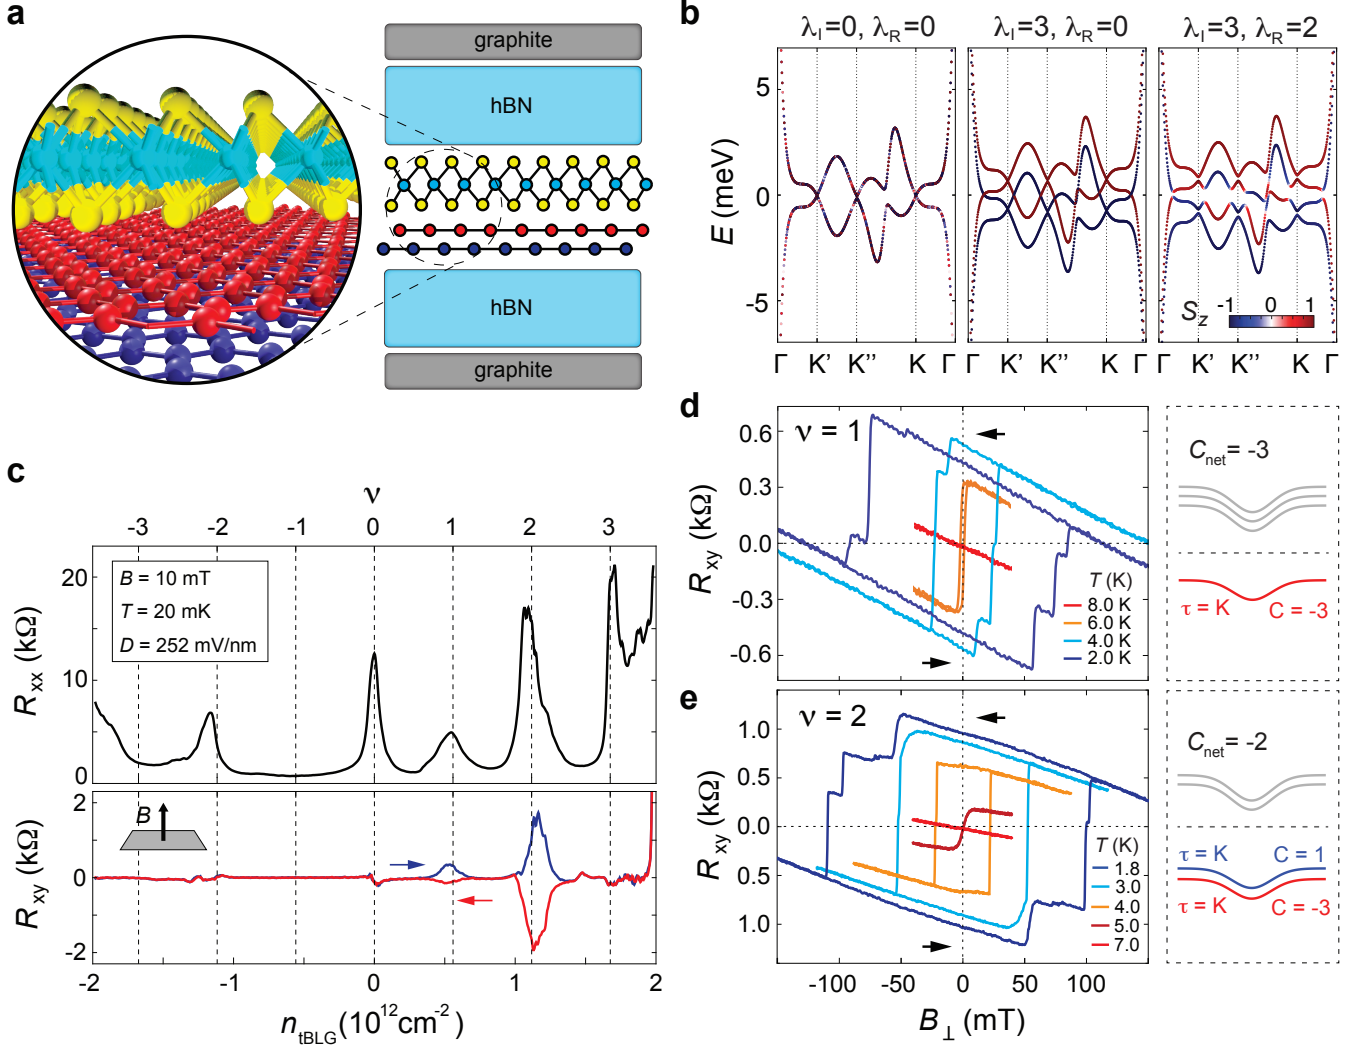 a
graphite
hBN
hBN
graphite
b
λI=0, λR=0
λI=3, λR=0
λI=3, λR=2
E (meV)
5
0
-5
Sz
-1 0 1
Γ K' K'' K Γ
Γ K' K'' K Γ
Γ K' K'' K Γ
c
ν
-3 -2 -1 0 1 2 3
Rxx (kΩ)
20
10
0
B = 10 mT
T = 20 mK
D = 252 mV/nm
Rxy (kΩ)
2
0
-2
B
-2 -1 0 1 2
ntBLG(10¹²cm⁻²)
d
ν = 1
Rxy (kΩ)
0.6
0.3
0.0
-0.3
-0.6
T (K)
8.0 K
6.0 K
4.0 K
2.0 K
Cnet= -3
τ = K C= -3
e
ν = 2
Rxy (kΩ)
1.0
0.5
0.0
0.5
1.0
T (K)
1.8
3.0
4.0
5.0
7.0
-100 -50 0 50 100
B⊥ (mT)
Cnet= -2
τ = K C= 1
τ = K C= -3